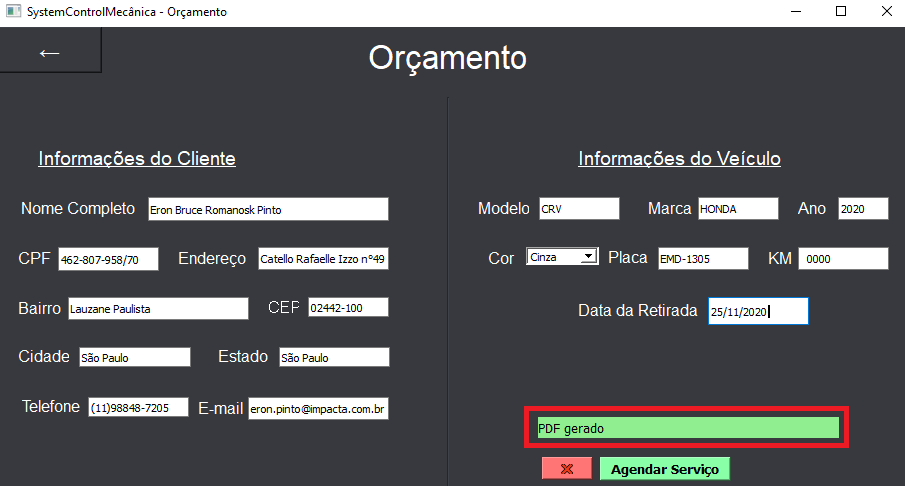 SystemControlMecânica - Orçamento
←
Orçamento
Informações do Cliente
Nome Completo Eron Bruce Romanosk Pinto
CPF 462-807-958/70 Endereço Catello Rafaelle Izzo n°49
Bairro Lauzane Paulista CEP 02442-100
Cidade São Paulo Estado São Paulo
Telefone (11)98848-7205 E-mail eron.pinto@impacta.com.br
Informações do Veículo
Modelo CRV Marca HONDA Ano 2020
Cor Cinza Placa EMD-1305 KM 0000
Data da Retirada 25/11/2020
PDF gerado
X Agendar Serviço